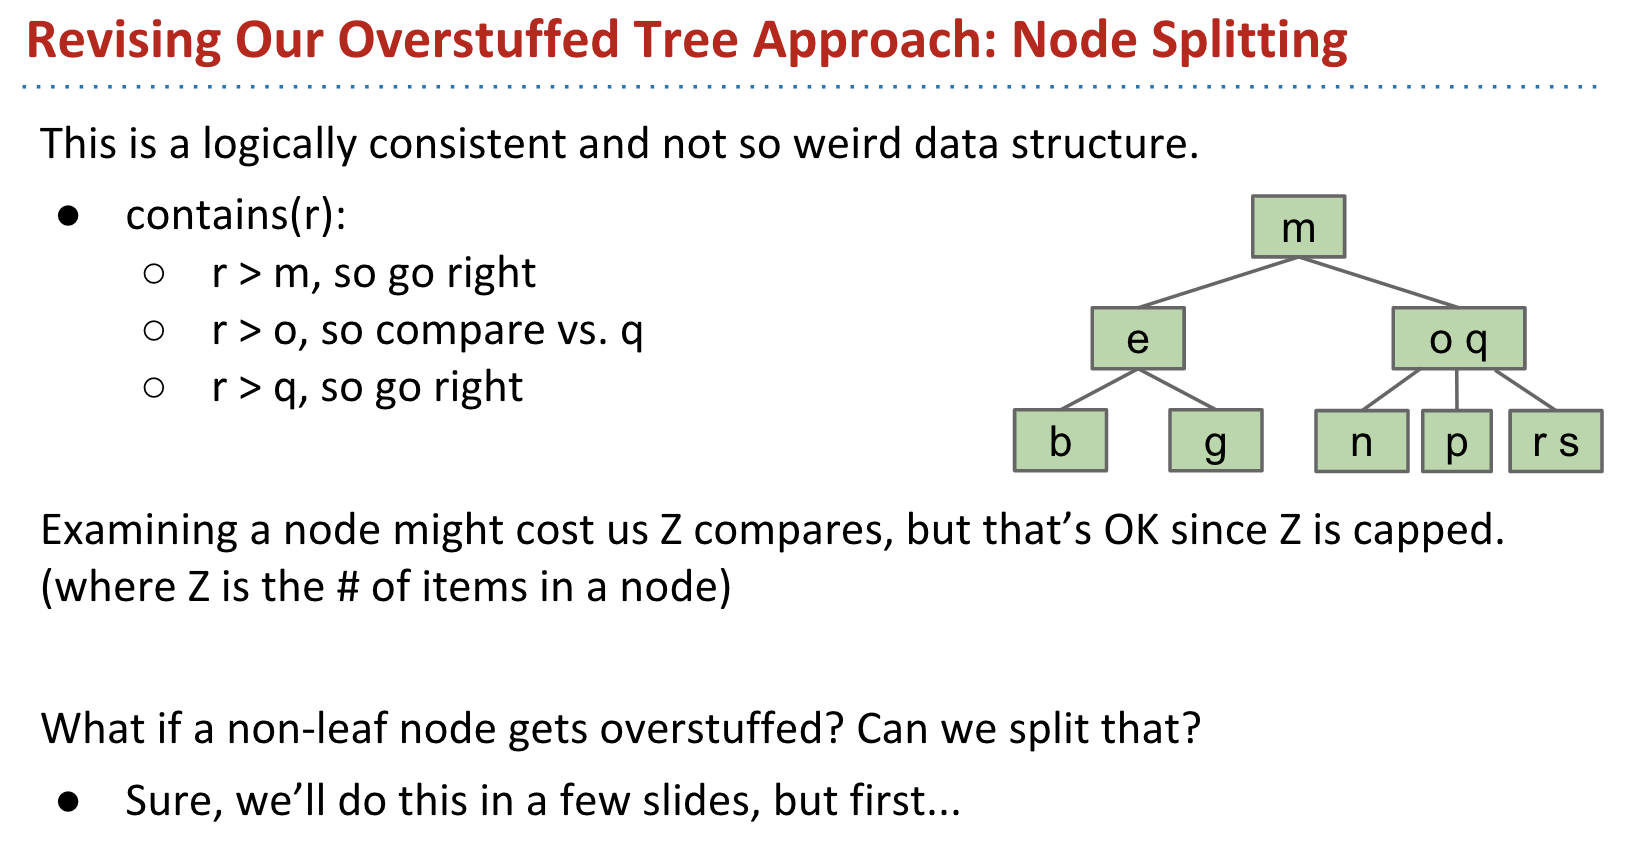 Revising Our Overstuffed Tree Approach: Node Splitting
This is a logically consistent and not so weird data structure.
● contains(r):
○ r > m, so go right
○ r > o, so compare vs. q
○ r > q, so go right
m
e
o q
b
g
n
p
r s
Examining a node might cost us Z compares, but that’s OK since Z is capped.
(where Z is the # of items in a node)
What if a non-leaf node gets overstuffed? Can we split that?
● Sure, we’ll do this in a few slides, but first...